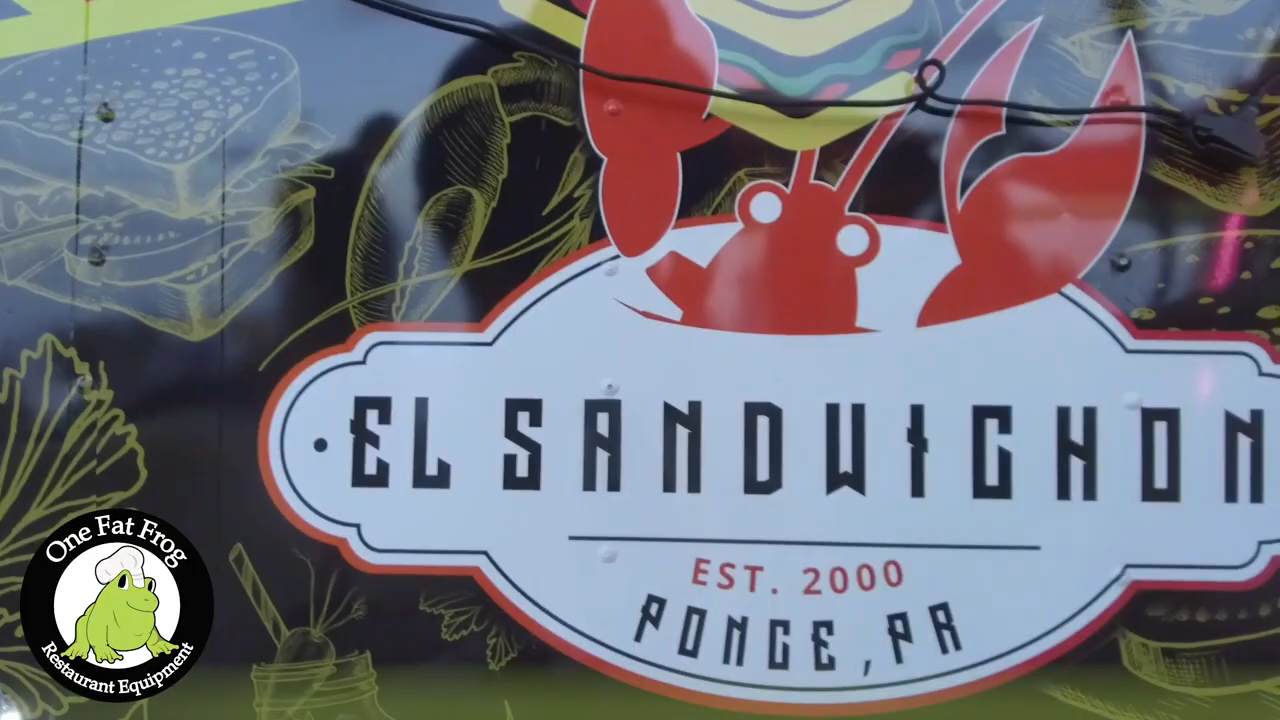 EL SANDWICHON
EST. 2000
PONCE, PR
One Fat Frog
Restaurant Equipment